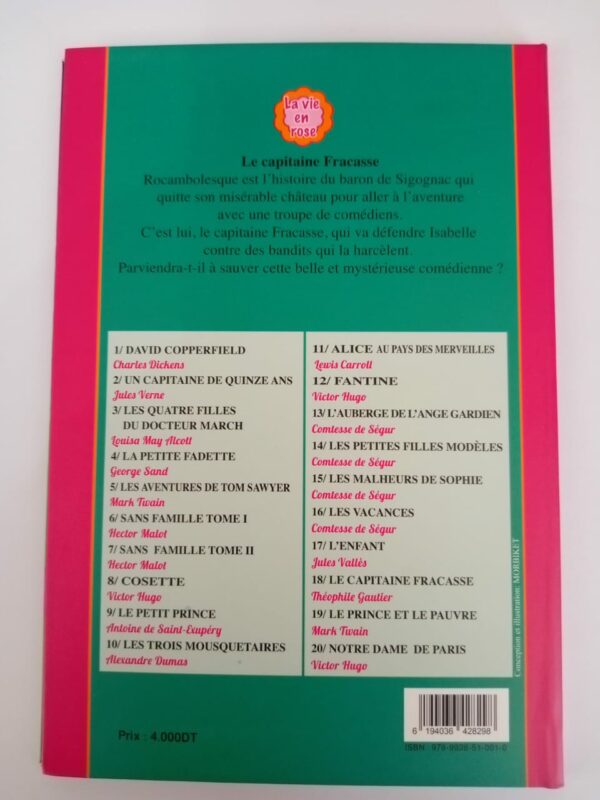 La vie
en
rose
Le capitaine Fracasse
Rocambolesque est l'histoire du baron de Sigognac qui
quitte son misérable château pour aller à l'aventure
avec une troupe de comédiens.
C'est lui, le capitaine Fracasse, qui va défendre Isabelle
contre des bandits qui la harcèlent.
Parviendra-t-il à sauver cette belle et mystérieuse comédienne ?
1/ DAVID COPPERFIELD
Charles Dickens
2/ UN CAPITAINE DE QUINZE ANS
Jules Verne
3/ LES QUATRE FILLES
DU DOCTEUR MARCH
Louisa May Alcott
4/ LA PETITE FADETTE
George Sand
5/ LES AVENTURES DE TOM SAWYER
Mark Twain
6/ SANS FAMILLE TOME I
Hector Malot
7/ SANS FAMILLE TOME II
Hector Malot
8/ COSETTE
Victor Hugo
9/ LE PETIT PRINCE
Antoine de Saint-Exupéry
10/ LES TROIS MOUSQUETAIRES
Alexandre Dumas
11/ ALICE AU PAYS DES MERVEILLES
Lewis Carroll
12/ FANTINE
Victor Hugo
13/ L'AUBERGE DE L'ANGE GARDIEN
Comtesse de Ségur
14/ LES PETITES FILLES MODÈLES
Comtesse de Ségur
15/ LES MALHEURS DE SOPHIE
Comtesse de Ségur
16/ LES VACANCES
Comtesse de Ségur
17/ L'ENFANT
Jules Vallès
18/ LE CAPITAINE FRACASSE
Théophile Gautier
19/ LE PRINCE ET LE PAUVRE
Mark Twain
20/ NOTRE DAME DE PARIS
Victor Hugo
Conception et illustration: MORBIKET
Prix : 4.000DT
6 194036 428298
ISBN : 978-9938-51-001-0